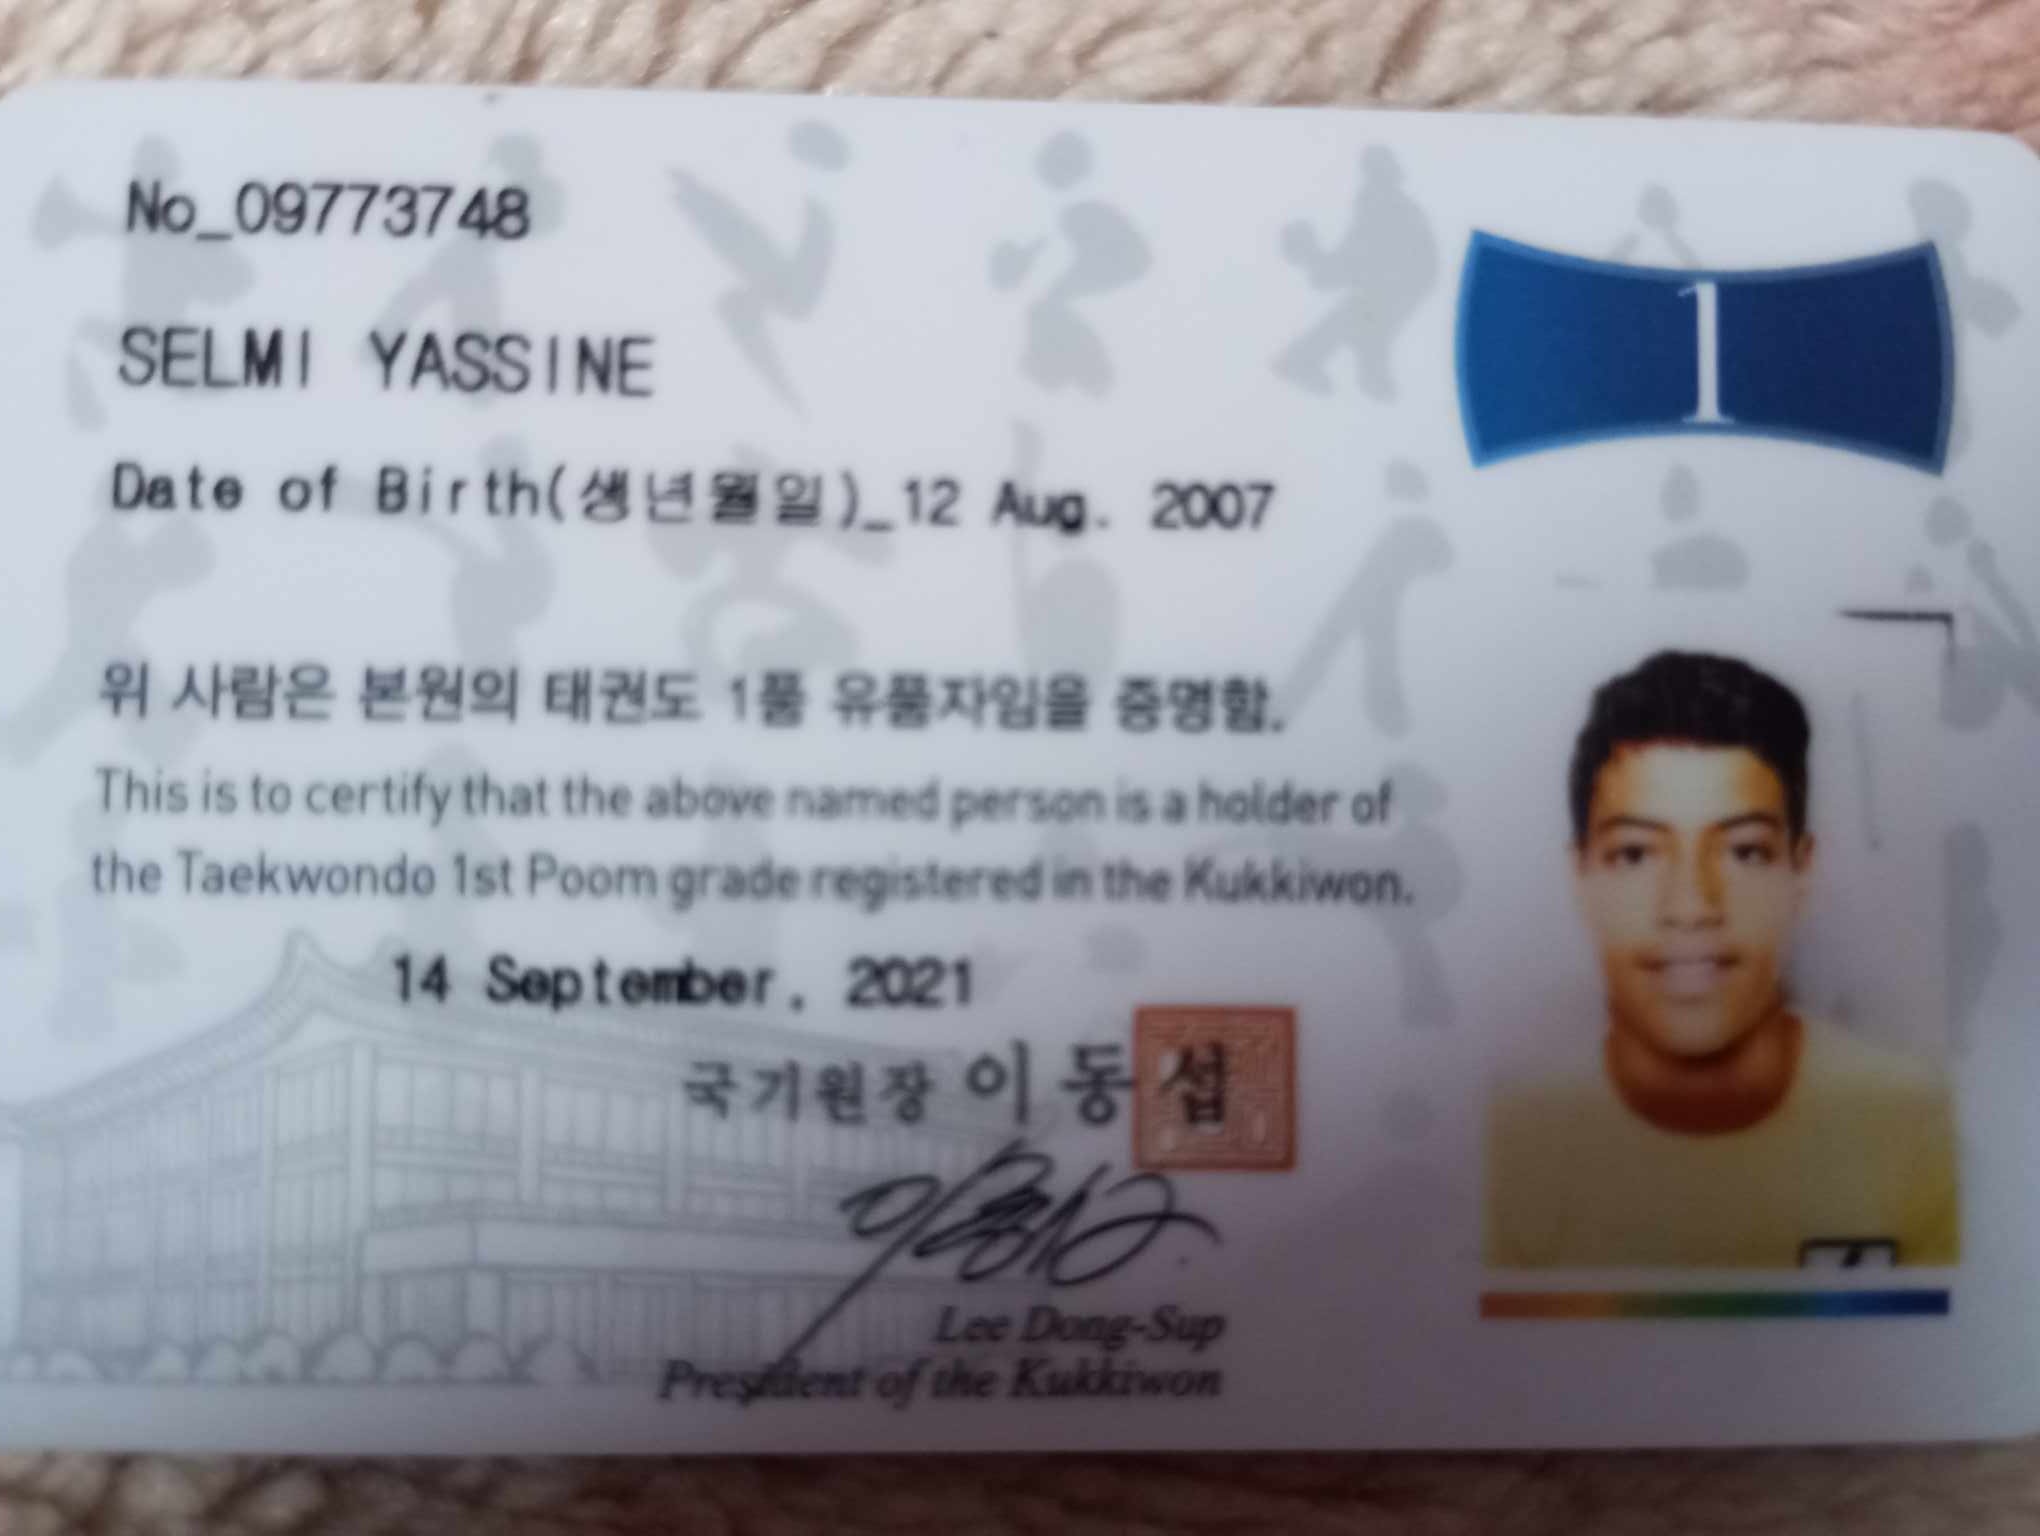 No_09773748
1
SELMI YASSINE
Date of Birth(생년월일)_12 Aug. 2007
위 사람은 본원의 태권도 1품 유품자임을 증명함.
This is to certify that the above named person is a holder of
the Taekwondo 1st Poom grade registered in the Kukkiwon.
14 September, 2021
국기원장 이 동 섭
Lee Dong-Sup
President of the Kukkiwon